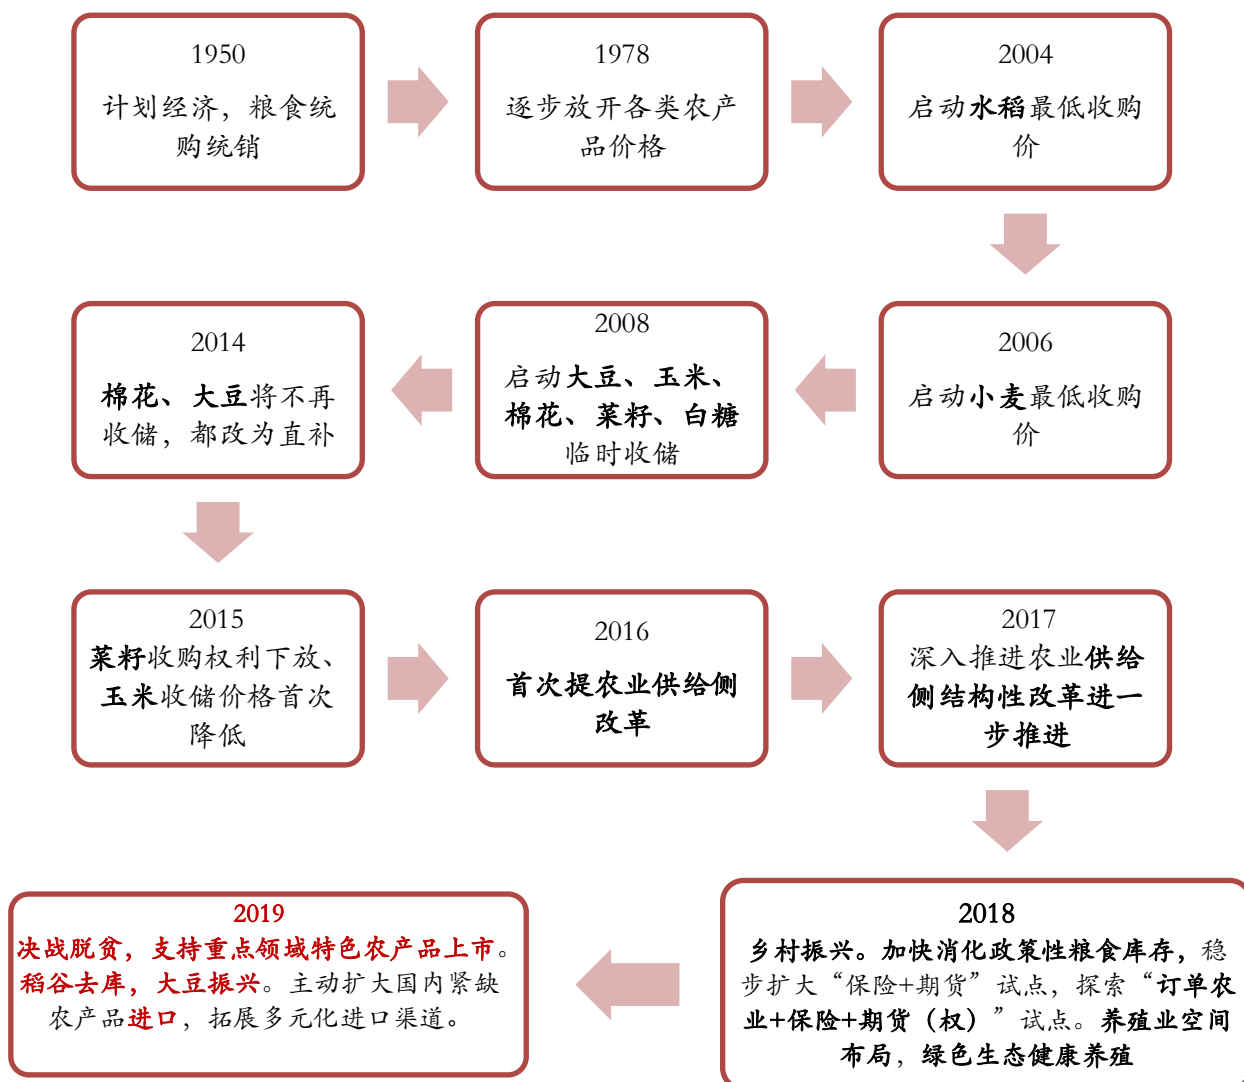 1950
计划经济，粮食统
购统销
1978
逐步放开各类农产
品价格
2004
启动水稻最低收购
价
2006
启动小麦最低收购
价
2008
启动大豆、玉米、
棉花、菜籽、白糖
临时收储
2014
棉花、大豆将不再
收储，都改为直补
2015
菜籽收购权利下放、
玉米收储价格首次
降低
2016
首次提农业供给侧
改革
2017
深入推进农业供给
侧结构性改革进一
步推进
2018
乡村振兴。加快消化政策性粮食库存，稳
步扩大“保险+期货”试点，探索“订单农
业+保险+期货（权）”试点。养殖业空间
布局，绿色生态健康养殖
2019
决战脱贫，支持重点领域特色农产品上市。
稻谷去库，大豆振兴。主动扩大国内紧缺
农产品进口，拓展多元化进口渠道。